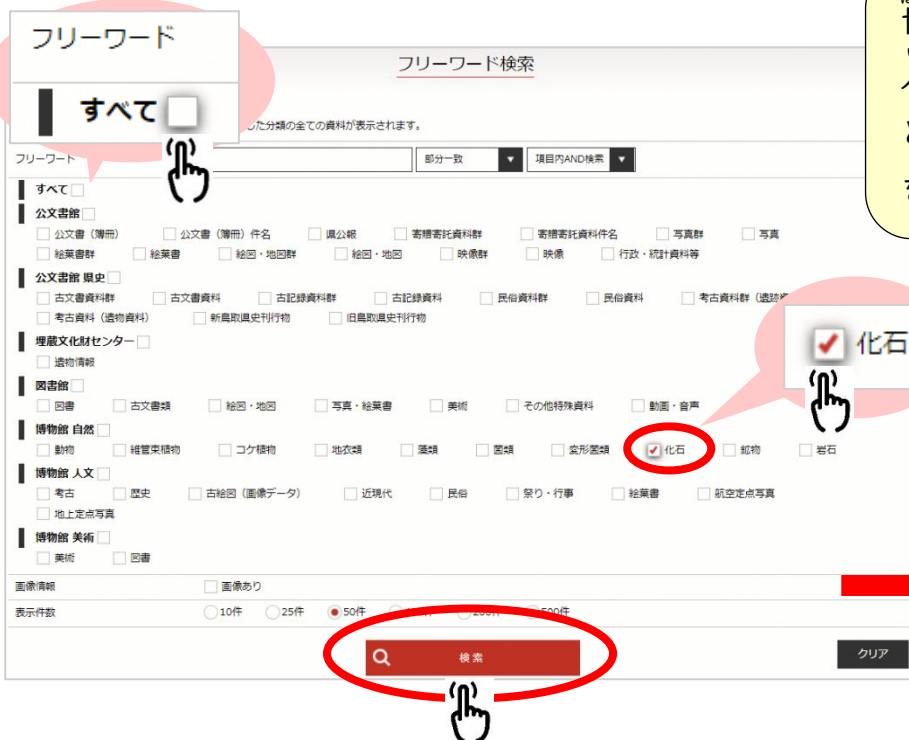 フリーワード
すべて
フリーワード検索
した分類の全ての資料が表示されます。
フリーワード 部分一致 項目内AND検索
すべて
公文書館
公文書（簿冊） 公文書（簿冊）件名 県公報 寄贈寄託資料群 寄贈寄託資料件名 写真群 写真
絵葉書群 絵葉書 絵図・地図群 絵図・地図 映像群 映像 行政・統計資料等
公文書館 県史
古文書資料群 古文書資料 古記録資料群 古記録資料 民俗資料群 民俗資料 考古資料群（遺跡
考古資料（遺物資料） 新鳥取県史刊行物 旧鳥取県史刊行物
化石
埋蔵文化財センター
遺物情報
図書館
図書 古文書類 絵図・地図 写真・絵葉書 美術 その他特殊資料 動画・音声
博物館 自然
動物 維管束植物 コケ植物 地衣類 藻類 菌類 変形菌類 化石 鉱物 岩石
博物館 人文
考古 歴史 古絵図（画像データ） 近現代 民俗 祭り・行事 絵葉書 航空定点写真
地上定点写真
博物館 美術
美術 図書
画像情報 画像あり
表示件数 10件 25件 50件 500件
検索 クリア